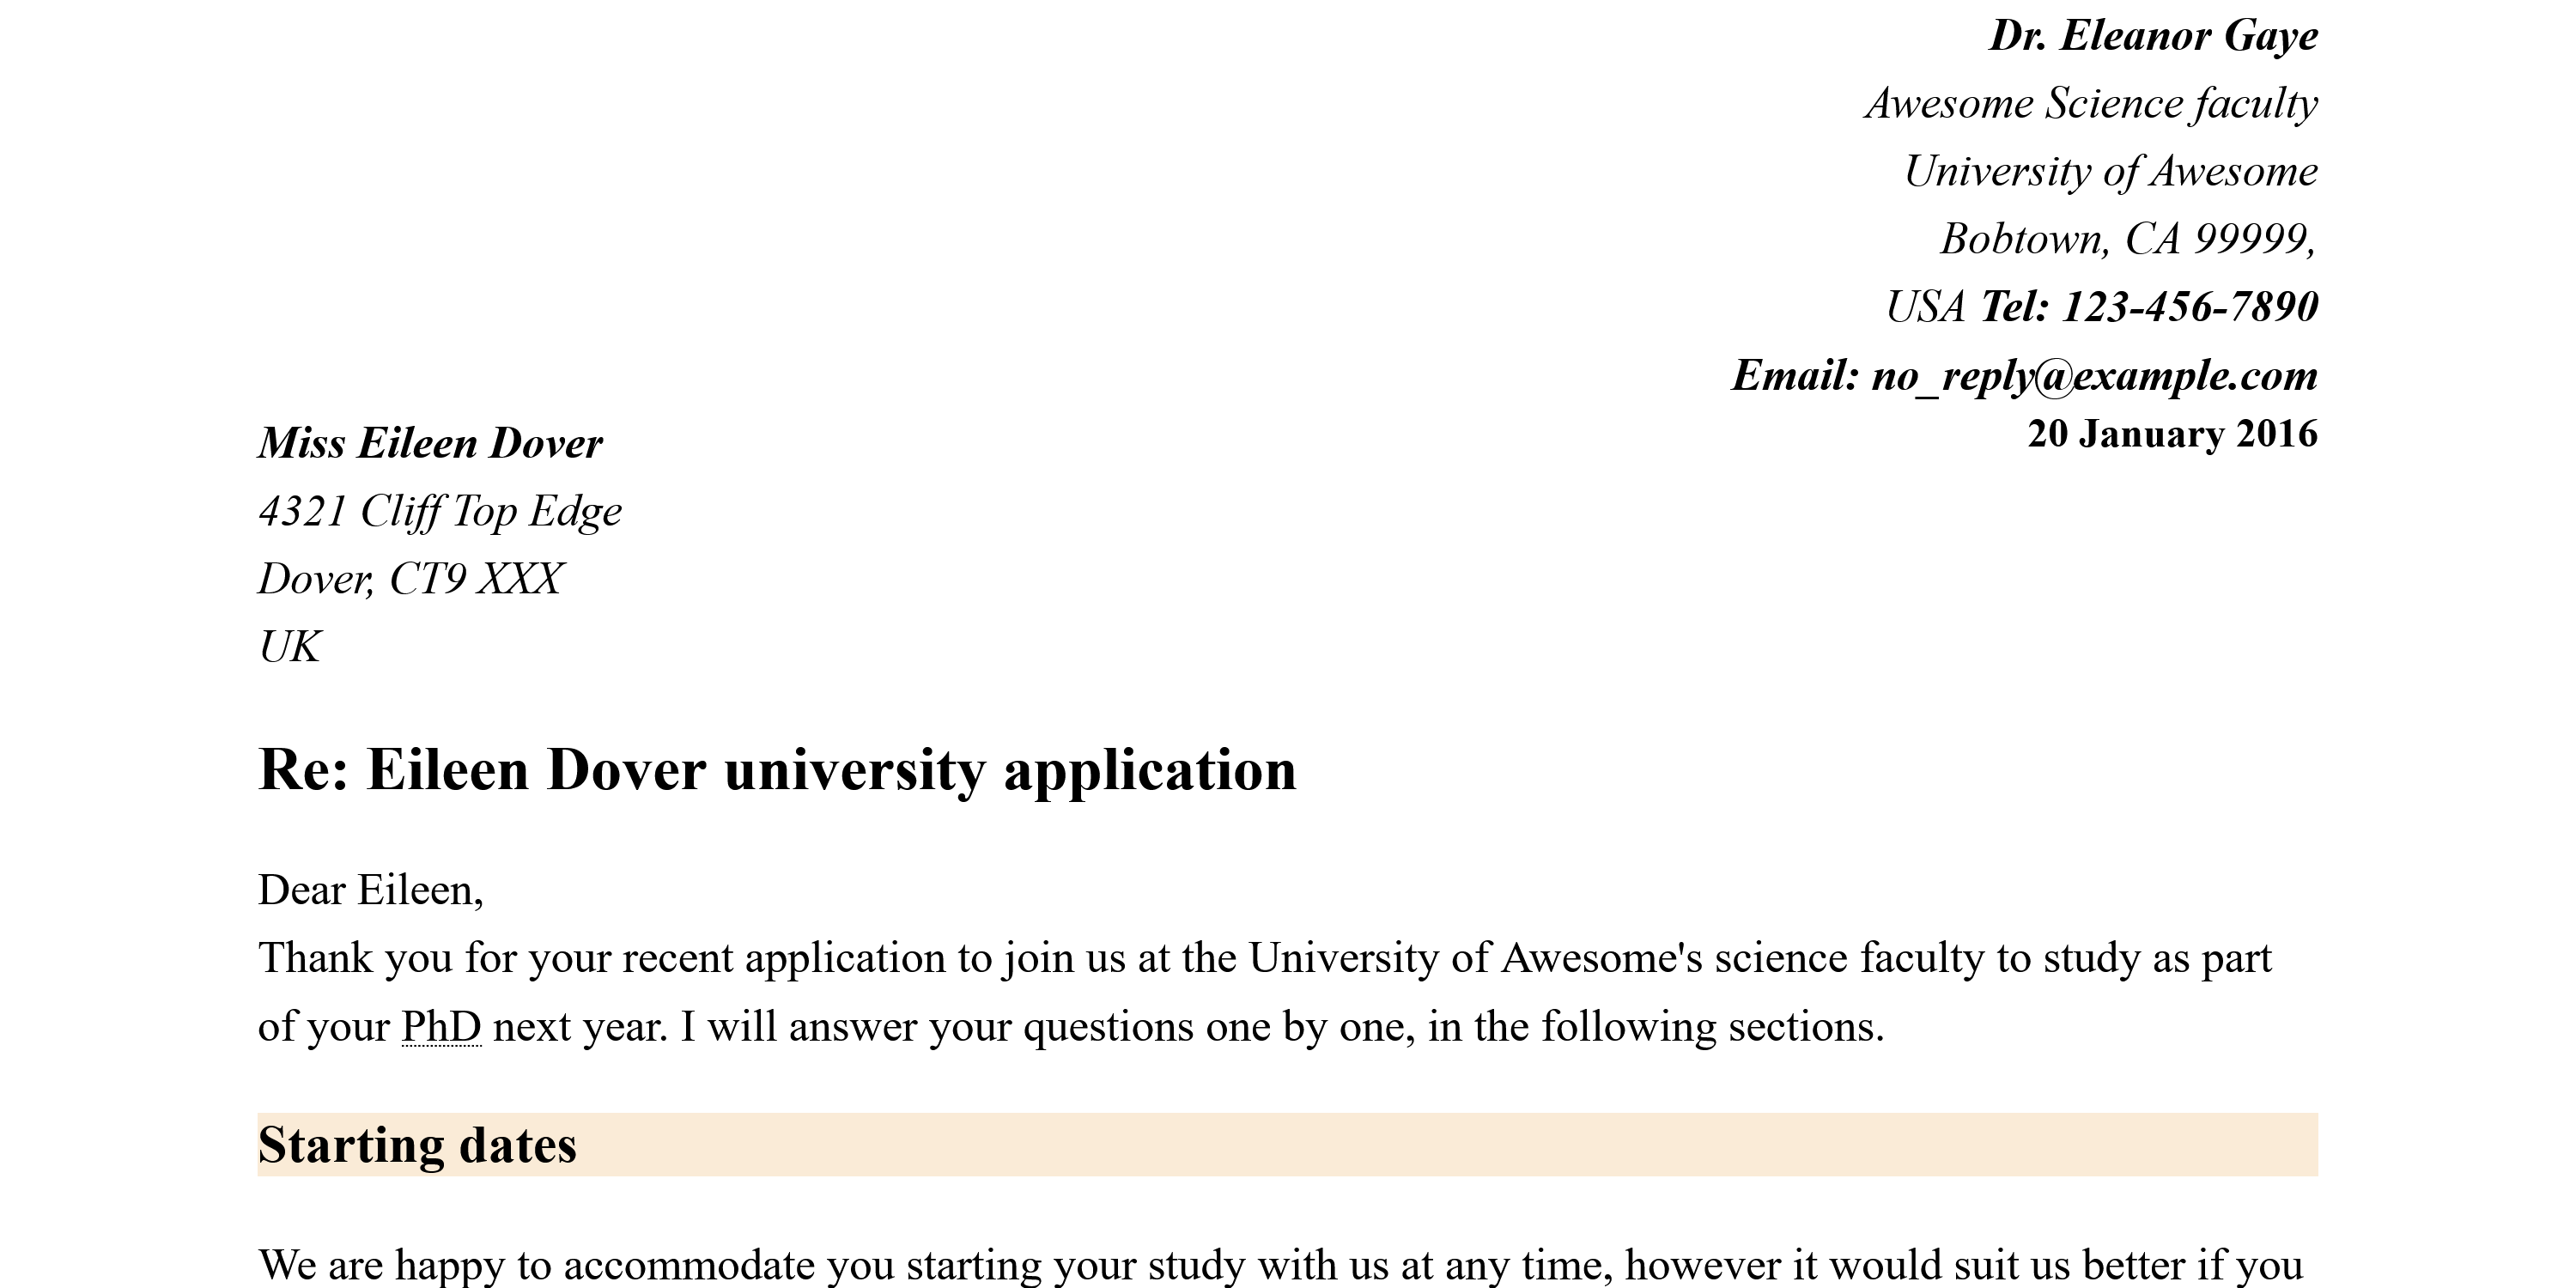 Dr. Eleanor Gaye
Awesome Science faculty
University of Awesome
Bobtown, CA 99999,
USA Tel: 123-456-7890
Email: no_reply@example.com
20 January 2016
Miss Eileen Dover
4321 Cliff Top Edge
Dover, CT9 XXX
UK
Re: Eileen Dover university application
Dear Eileen,
Thank you for your recent application to join us at the University of Awesome's science faculty to study as part
of your PhD next year. I will answer your questions one by one, in the following sections.
Starting dates
We are happy to accommodate you starting your study with us at any time, however it would suit us better if you